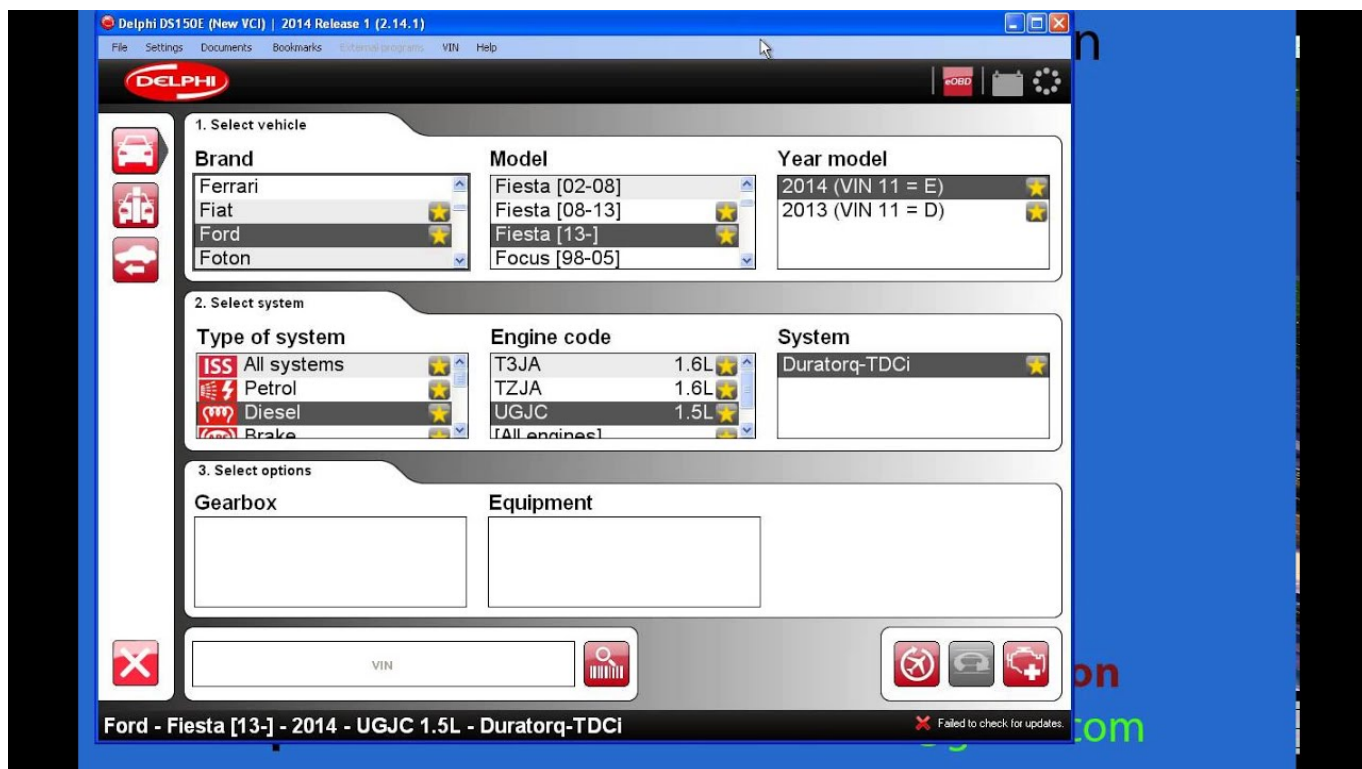 Delphi DS150E (New VCI) | 2014 Release 1 (2.14.1)
File Settings Documents Bookmarks External programs VIN Help
n
DELPHI
eOBD
1. Select vehicle
Brand Model Year model
Ferrari Fiesta [02-08] 2014 (VIN 11 = E)
Fiat Fiesta [08-13] 2013 (VIN 11 = D)
Ford Fiesta [13-]
Foton Focus [98-05]
2. Select system
Type of system Engine code System
ISS All systems T3JA 1.6L Duratorq-TDCi
Petrol TZJA 1.6L
Diesel UGJC 1.5L
(ABS) Brake [All engines]
3. Select options
Gearbox Equipment
VIN
on
Ford - Fiesta [13-] - 2014 - UGJC 1.5L - Duratorq-TDCi Failed to check for updates.
.com